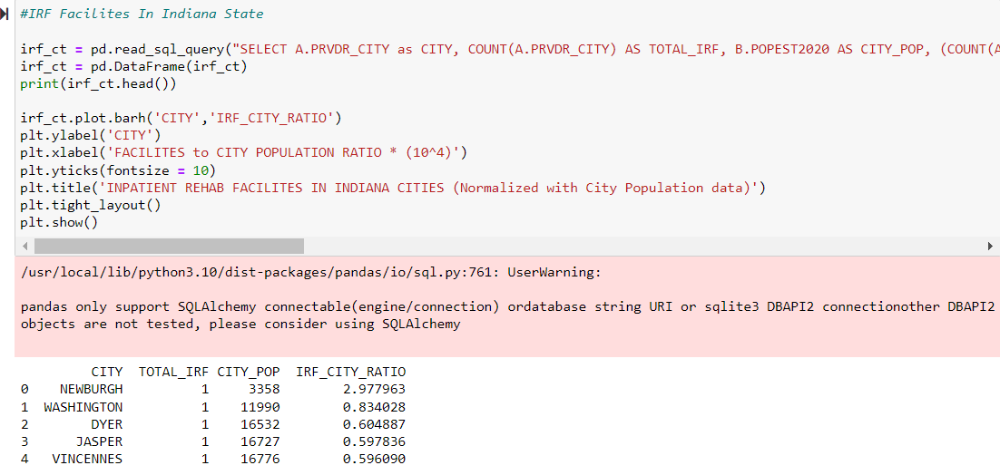 #IRF Facilites In Indiana State
irf_ct = pd.read_sql_query("SELECT A.PRVDR_CITY as CITY, COUNT(A.PRVDR_CITY) AS TOTAL_IRF, B.POPEST2020 AS CITY_POP, (COUNT(A
irf_ct = pd.DataFrame(irf_ct)
print(irf_ct.head())
irf_ct.plot.barh('CITY','IRF_CITY_RATIO')
plt.ylabel('CITY')
plt.xlabel('FACILITES to CITY POPULATION RATIO * (10^4)')
plt.yticks(fontsize = 10)
plt.title('INPATIENT REHAB FACILITES IN INDIANA CITIES (Normalized with City Population data)')
plt.tight_layout()
plt.show()
/usr/local/lib/python3.10/dist-packages/pandas/io/sql.py:761: UserWarning:
pandas only support SQLAlchemy connectable(engine/connection) ordatabase string URI or sqlite3 DBAPI2 connectionother DBAPI2
objects are not tested, please consider using SQLAlchemy
CITY TOTAL_IRF CITY_POP IRF_CITY_RATIO
0 NEWBURGH 1 3358 2.977963
1 WASHINGTON 1 11990 0.834028
2 DYER 1 16532 0.604887
3 JASPER 1 16727 0.597836
4 VINCENNES 1 16776 0.596090